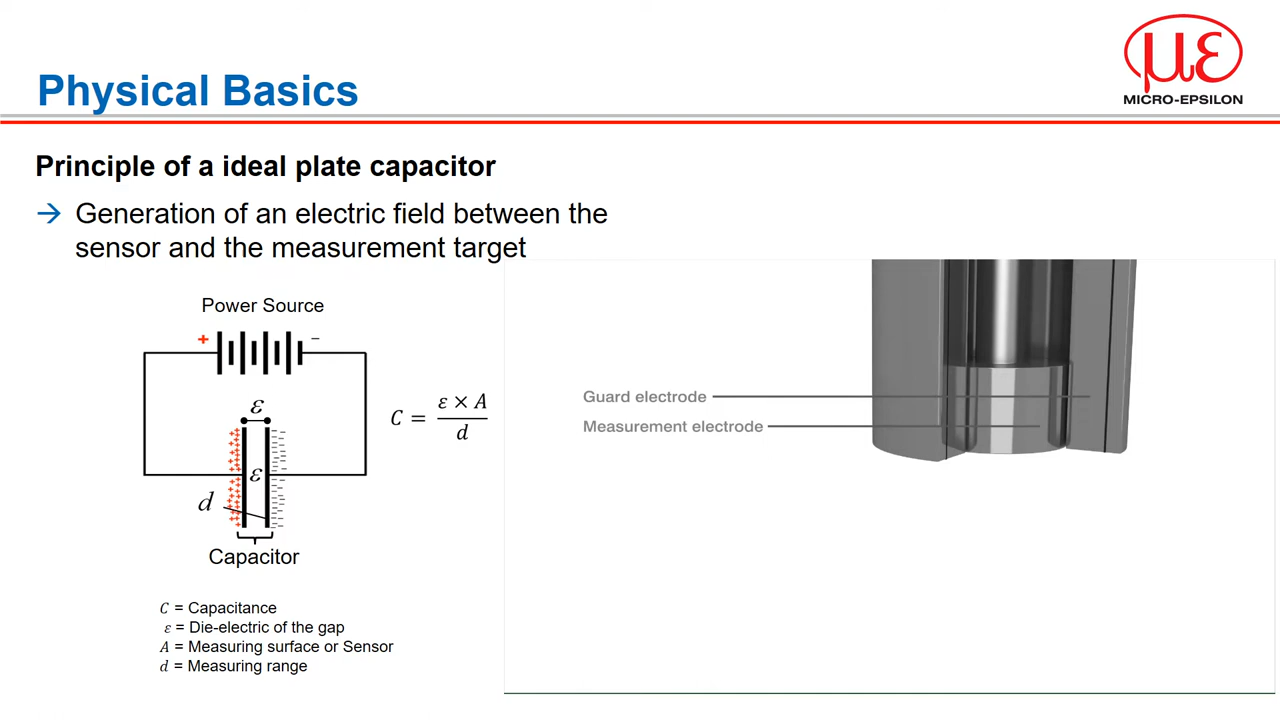 με
MICRO-EPSILON
Physical Basics
Principle of a ideal plate capacitor
→ Generation of an electric field between the
sensor and the measurement target
Power Source
+ −
ε
C = ε × A / d
ε
d
Capacitor
C = Capacitance
ε = Die-electric of the gap
A = Measuring surface or Sensor
d = Measuring range
Guard electrode
Measurement electrode